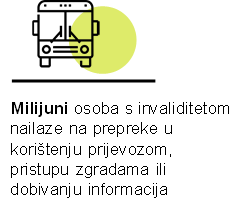 Milijuni osoba s invaliditetom
nailaze na prepreke u
korištenju prijevozom,
pristupu zgradama ili
dobivanju informacija